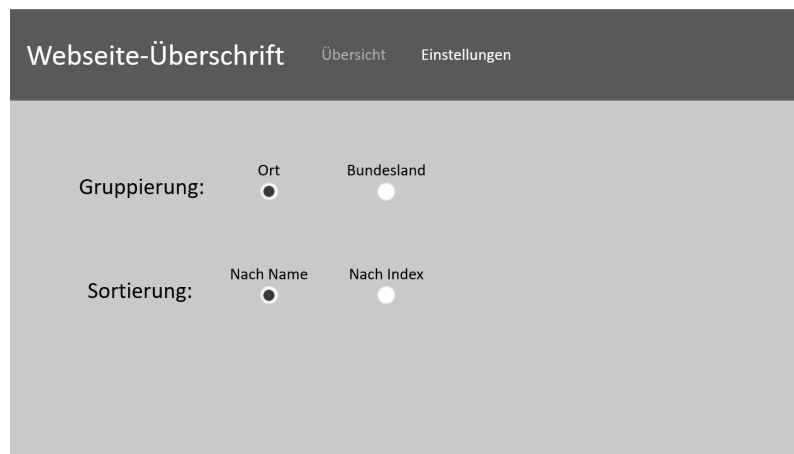 Webseite-Überschrift Übersicht Einstellungen
Gruppierung: Ort Bundesland
Sortierung: Nach Name Nach Index